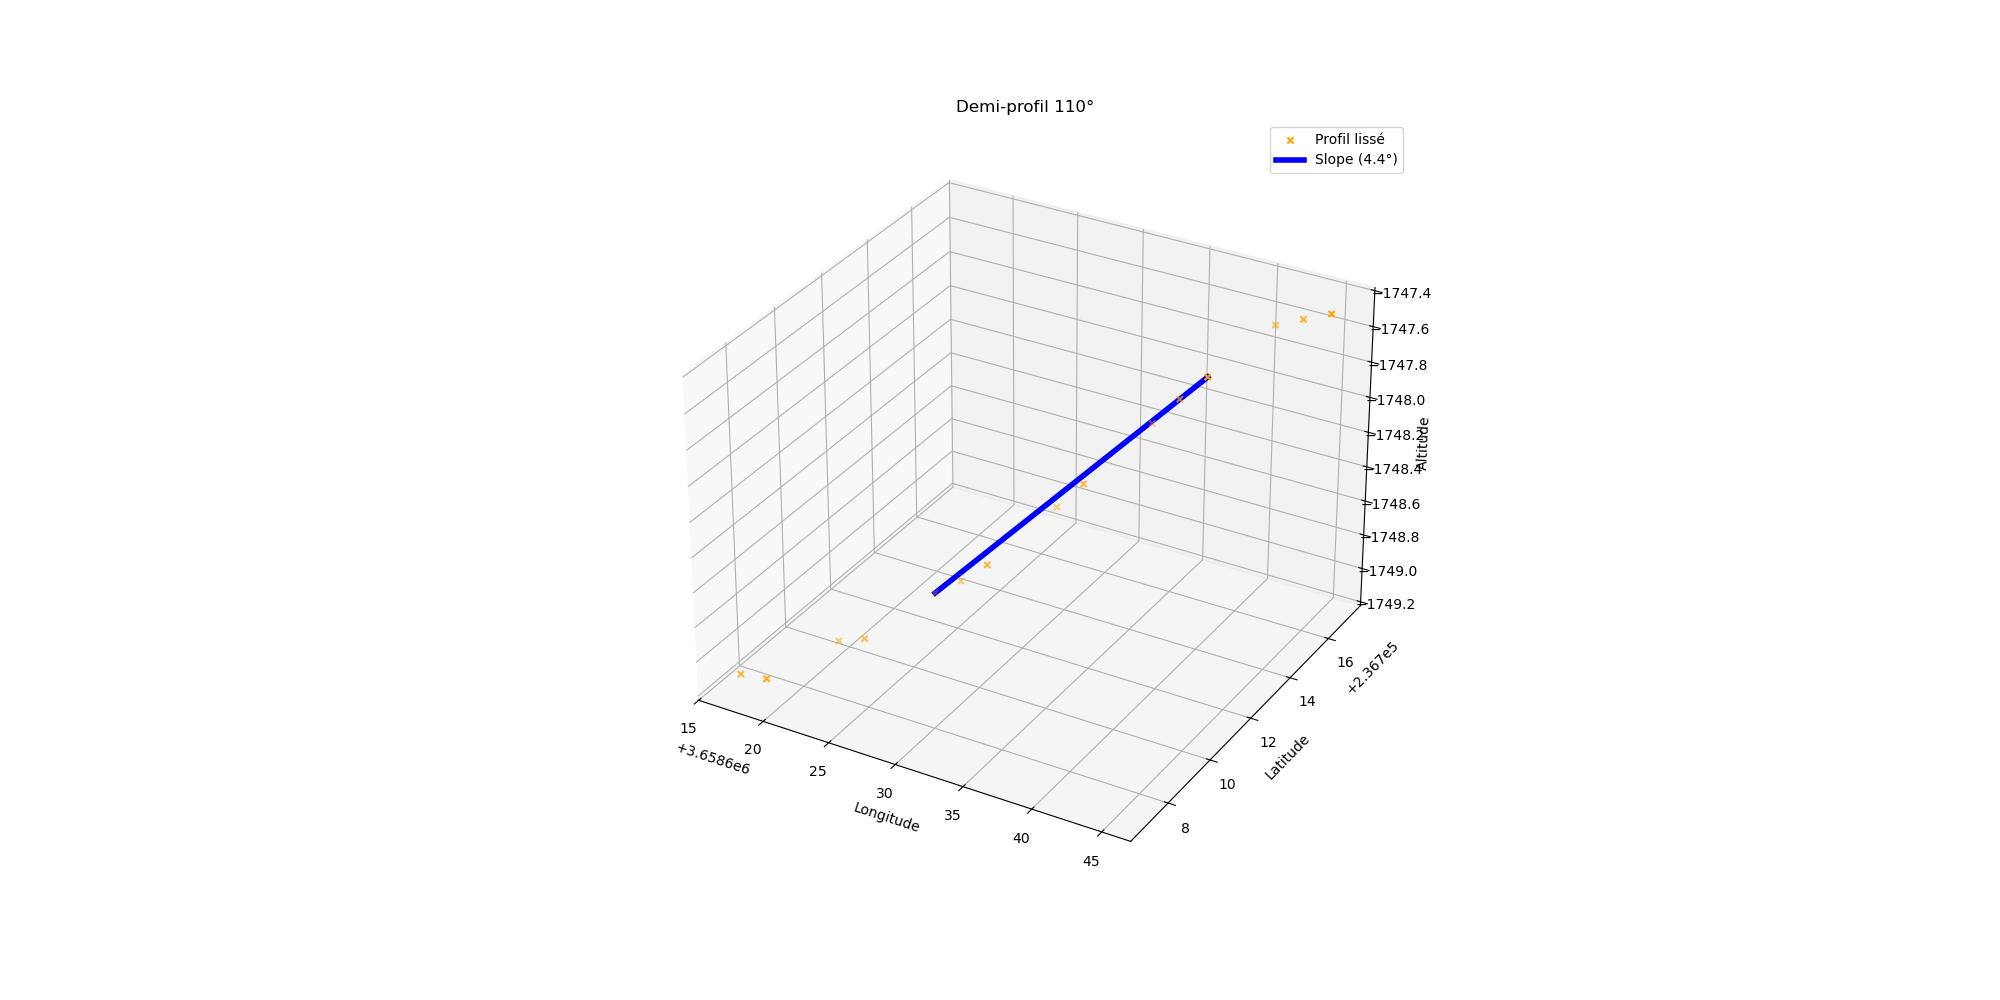 Demi-profil 110°
Profil lissé
Slope (4.4°)
−1747.4
−1747.6
−1747.8
−1748.0
−1748.2
−1748.4
−1748.6
−1748.8
−1749.0
−1749.2
Altitude
16
14
12
10
8
+2.367e5
Latitude
15
20
25
30
35
40
45
+3.6586e6
Longitude